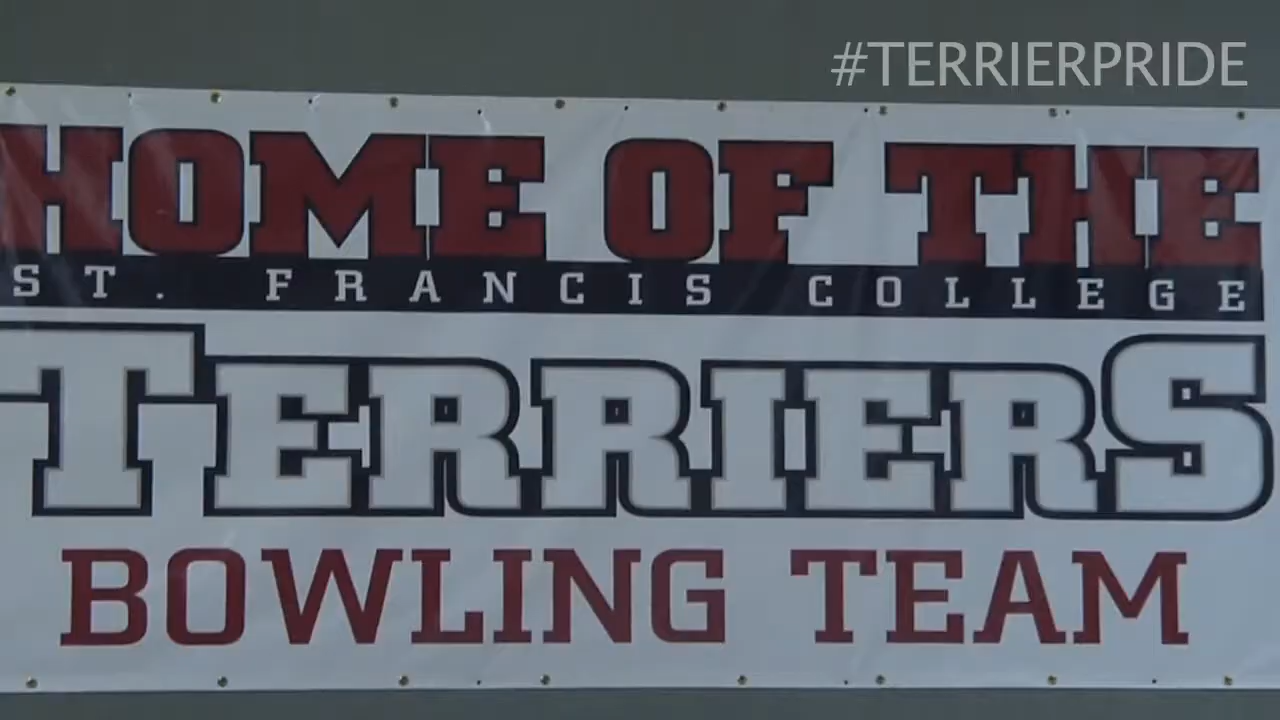 #TERRIERPRIDE
HOME OF THE
ST. FRANCIS COLLEGE
TERRIERS
BOWLING TEAM